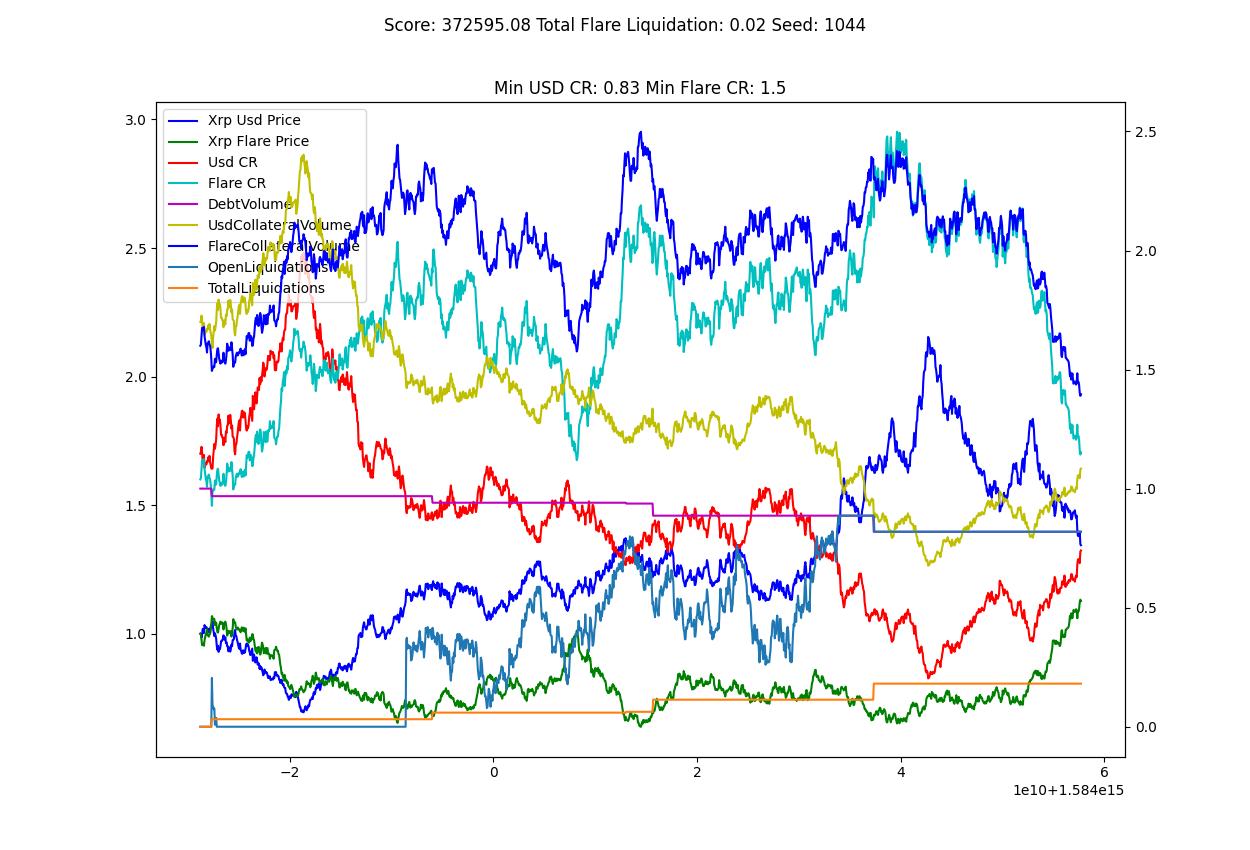 Score: 372595.08 Total Flare Liquidation: 0.02 Seed: 1044
Min USD CR: 0.83 Min Flare CR: 1.5
3.0
2.5
2.0
1.5
1.0
Xrp Usd Price
Xrp Flare Price
Usd CR
Flare CR
DebtVolume
UsdCollateralVolume
FlareCollateralVolume
OpenLiquidations
TotalLiquidations
2.5
2.0
1.5
1.0
0.5
0.0
−2 0 2 4 6
1e10+1.584e15